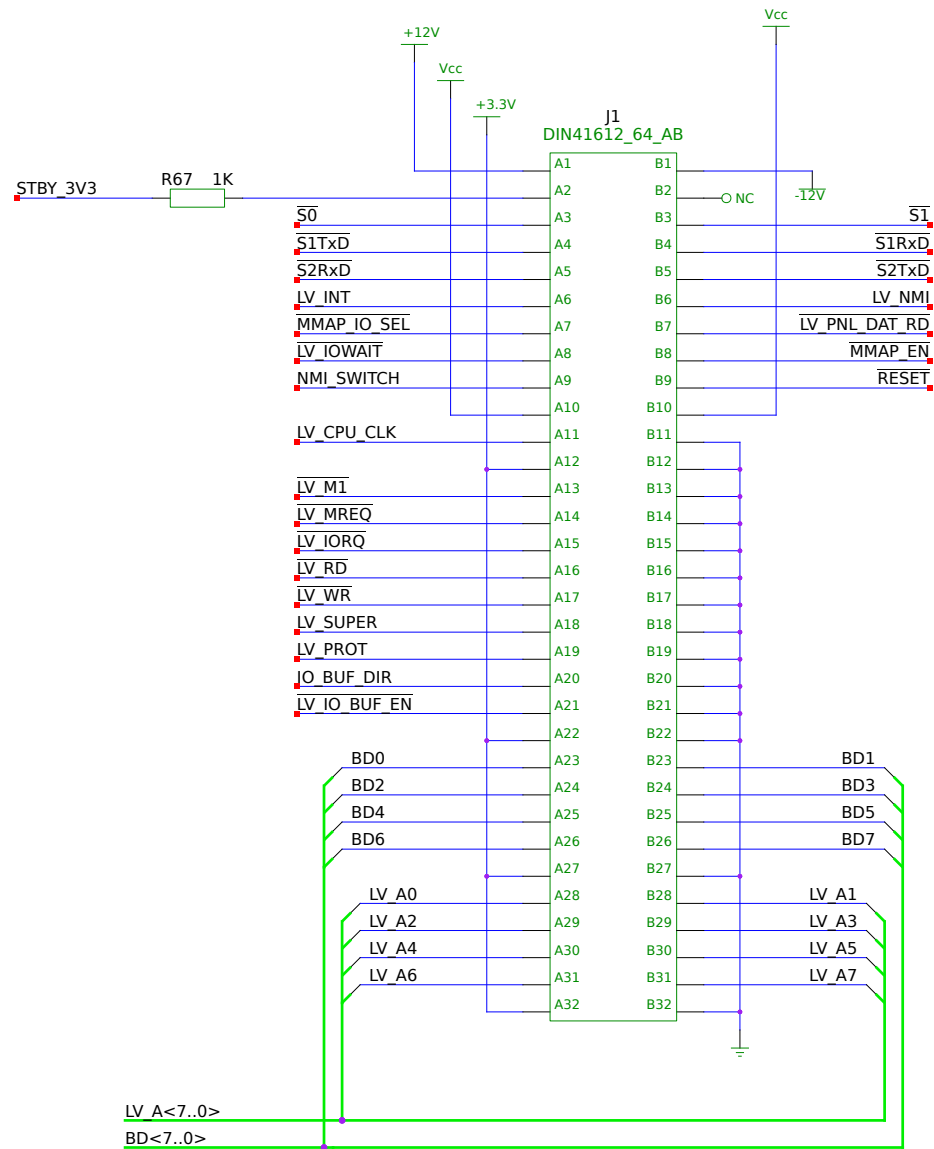 Vcc
+12V
Vcc
+3.3V
J1
DIN41612_64_AB
A1 B1
STBY_3V3 R67 1K A2 B2 NC -12V
S0 A3 B3 S1
S1TxD A4 B4 S1RxD
S2RxD A5 B5 S2TxD
LV_INT A6 B6 LV_NMI
MMAP_IO_SEL A7 B7 LV_PNL_DAT_RD
LV_IOWAIT A8 B8 MMAP_EN
NMI_SWITCH A9 B9 RESET
A10 B10
LV_CPU_CLK A11 B11
A12 B12
LV_M1 A13 B13
LV_MREQ A14 B14
LV_IORQ A15 B15
LV_RD A16 B16
LV_WR A17 B17
LV_SUPER A18 B18
LV_PROT A19 B19
IO_BUF_DIR A20 B20
LV_IO_BUF_EN A21 B21
A22 B22
BD0 A23 B23 BD1
BD2 A24 B24 BD3
BD4 A25 B25 BD5
BD6 A26 B26 BD7
A27 B27
LV_A0 A28 B28 LV_A1
LV_A2 A29 B29 LV_A3
LV_A4 A30 B30 LV_A5
LV_A6 A31 B31 LV_A7
A32 B32
LV_A<7..0>
BD<7..0>